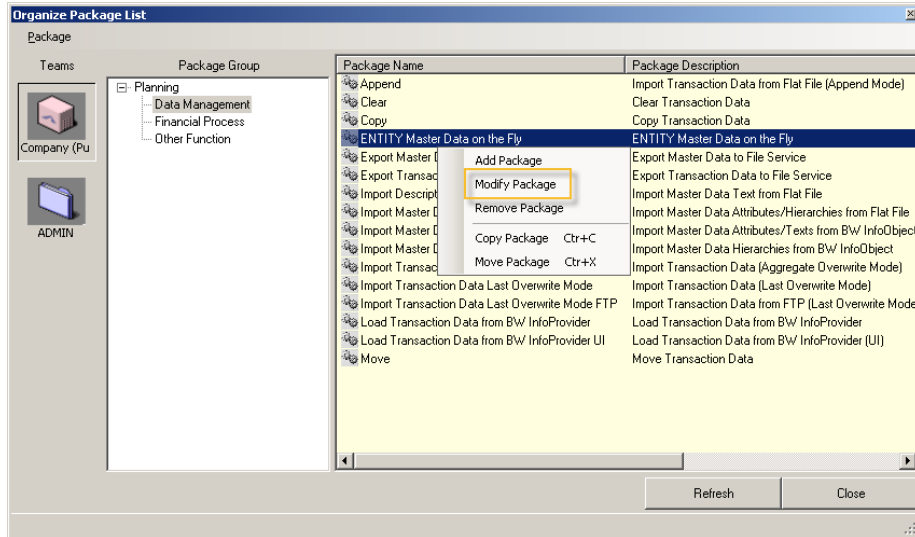 Organize Package List
Package
Teams
Company (Pu
ADMIN
Package Group
Planning
Data Management
Financial Process
Other Function
Package Name Package Description
Append Import Transaction Data from Flat File (Append Mode)
Clear Clear Transaction Data
Copy Copy Transaction Data
ENTITY Master Data on the Fly ENTITY Master Data on the Fly
Export Master D Export Master Data to File Service
Export Transac Export Transaction Data to File Service
Import Descript Import Master Data Text from Flat File
Import Master D Import Master Data Attributes/Hierarchies from Flat File
Import Master D Import Master Data Attributes/Texts from BW InfoObject
Import Master D Import Master Data Hierarchies from BW InfoObject
Import Transac Import Transaction Data (Aggregate Overwrite Mode)
Import Transaction Data Last Overwrite Mode Import Transaction Data (Last Overwrite Mode)
Import Transaction Data Last Overwrite Mode FTP Import Transaction Data from FTP (Last Overwrite Mode
Load Transaction Data from BW InfoProvider Load Transaction Data from BW InfoProvider
Load Transaction Data from BW InfoProvider UI Load Transaction Data from BW InfoProvider (UI)
Move Move Transaction Data
Add Package
Modify Package
Remove Package
Copy Package Ctr+C
Move Package Ctr+X
Refresh Close